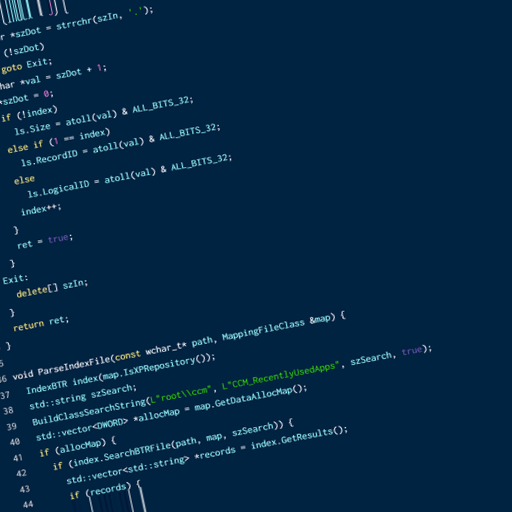 r *szDot = strrchr(szIn, '.');
(!szDot)
goto Exit;
har *val = szDot + 1;
*szDot = 0;
if (!index)
ls.Size = atoll(val) & ALL_BITS_32;
else if (1 == index)
ls.RecordID = atoll(val) & ALL_BITS_32;
else
ls.LogicalID = atoll(val) & ALL_BITS_32;
index++;
}
ret = true;
}
Exit:
delete[] szIn;
}
return ret;
}
5
36 void ParseIndexFile(const wchar_t* path, MappingFileClass &map) {
37 IndexBTR index(map.IsXPRepository());
38 std::string szSearch;
39 BuildClassSearchString(L"root\\ccm", L"CCM_RecentlyUsedApps", szSearch, true);
40 std::vector<DWORD> *allocMap = map.GetDataAllocMap();
41 if (allocMap) {
42 if (index.SearchBTRFile(path, map, szSearch)) {
43 std::vector<std::string> *records = index.GetResults();
44 if (records) {